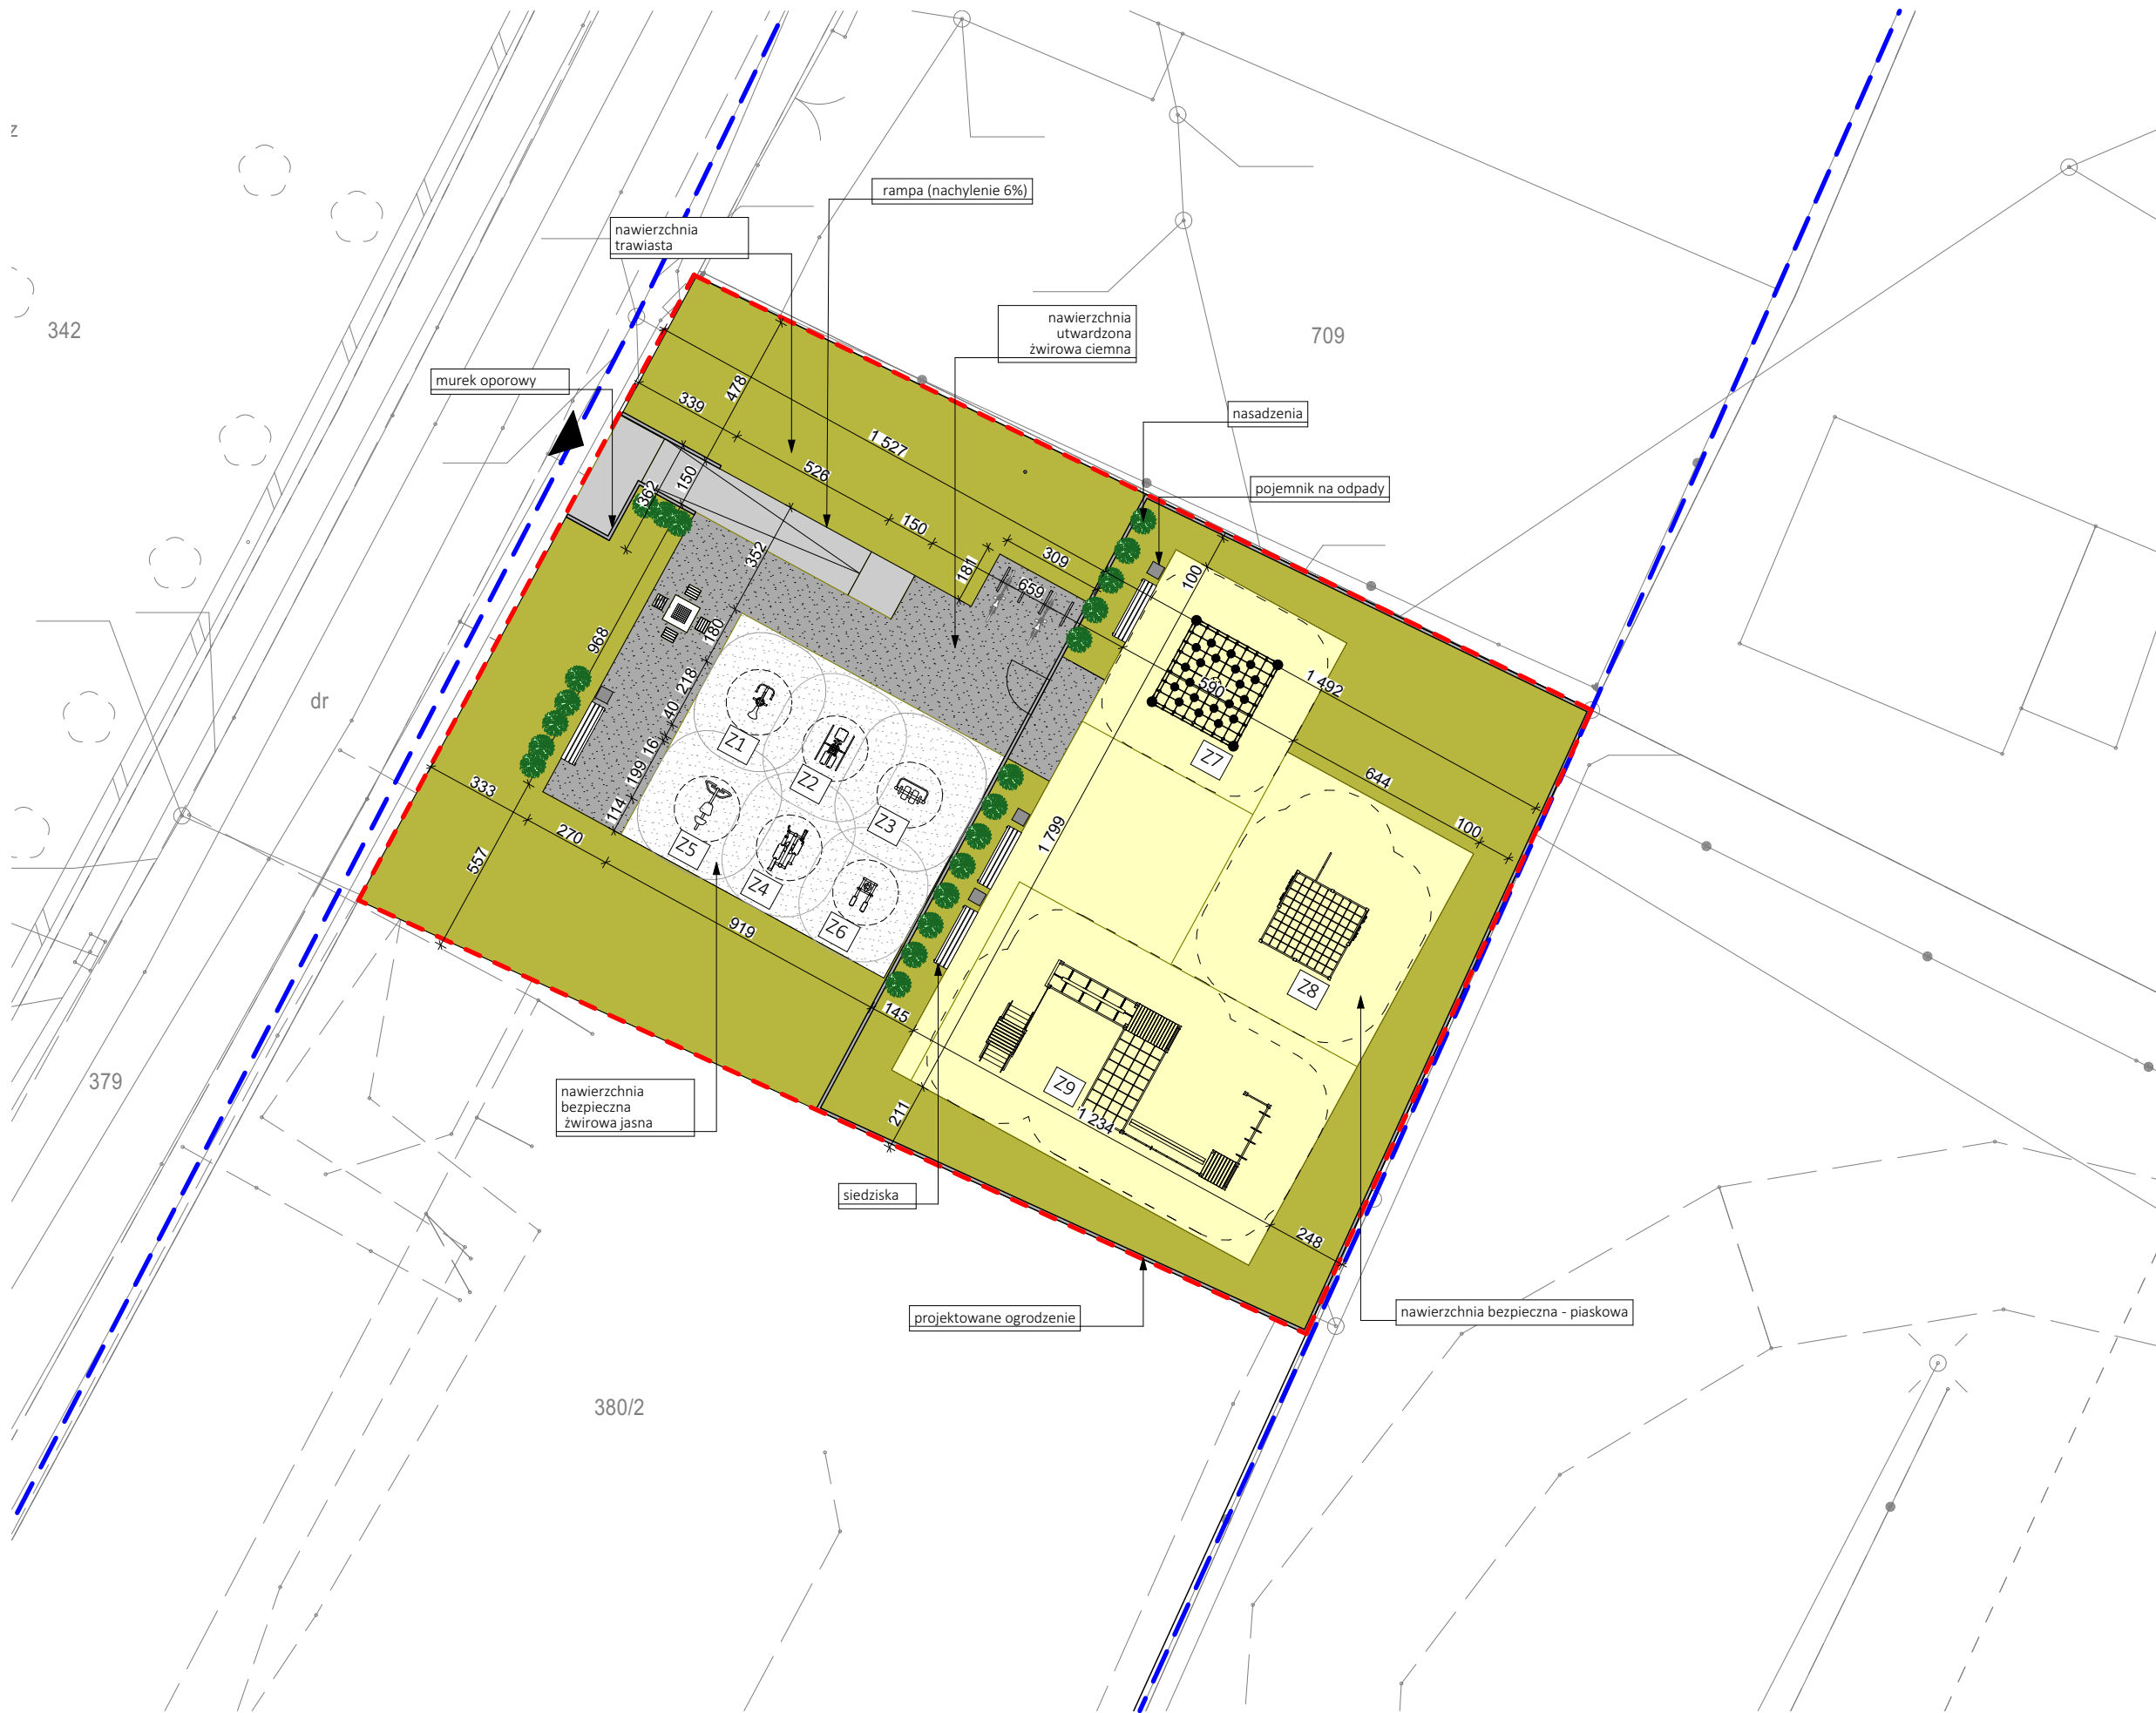 z
rampa (nachylenie 6%)
nawierzchnia
trawiasta
342
709
nawierzchnia
utwardzona
żwirowa ciemna
murek oporowy
nasadzenia
pojemnik na odpady
478
339
1 527
526
150
362
150
352
181
309
659
100
590
1 492
644
100
968
180
218
40
16
199
114
dr
333
270
557
919
145
1 799
211
1 234
248
Z1
Z2
Z3
Z4
Z5
Z6
Z7
Z8
Z9
379
nawierzchnia
bezpieczna
żwirowa jasna
siedziska
projektowane ogrodzenie
nawierzchnia bezpieczna - piaskowa
380/2